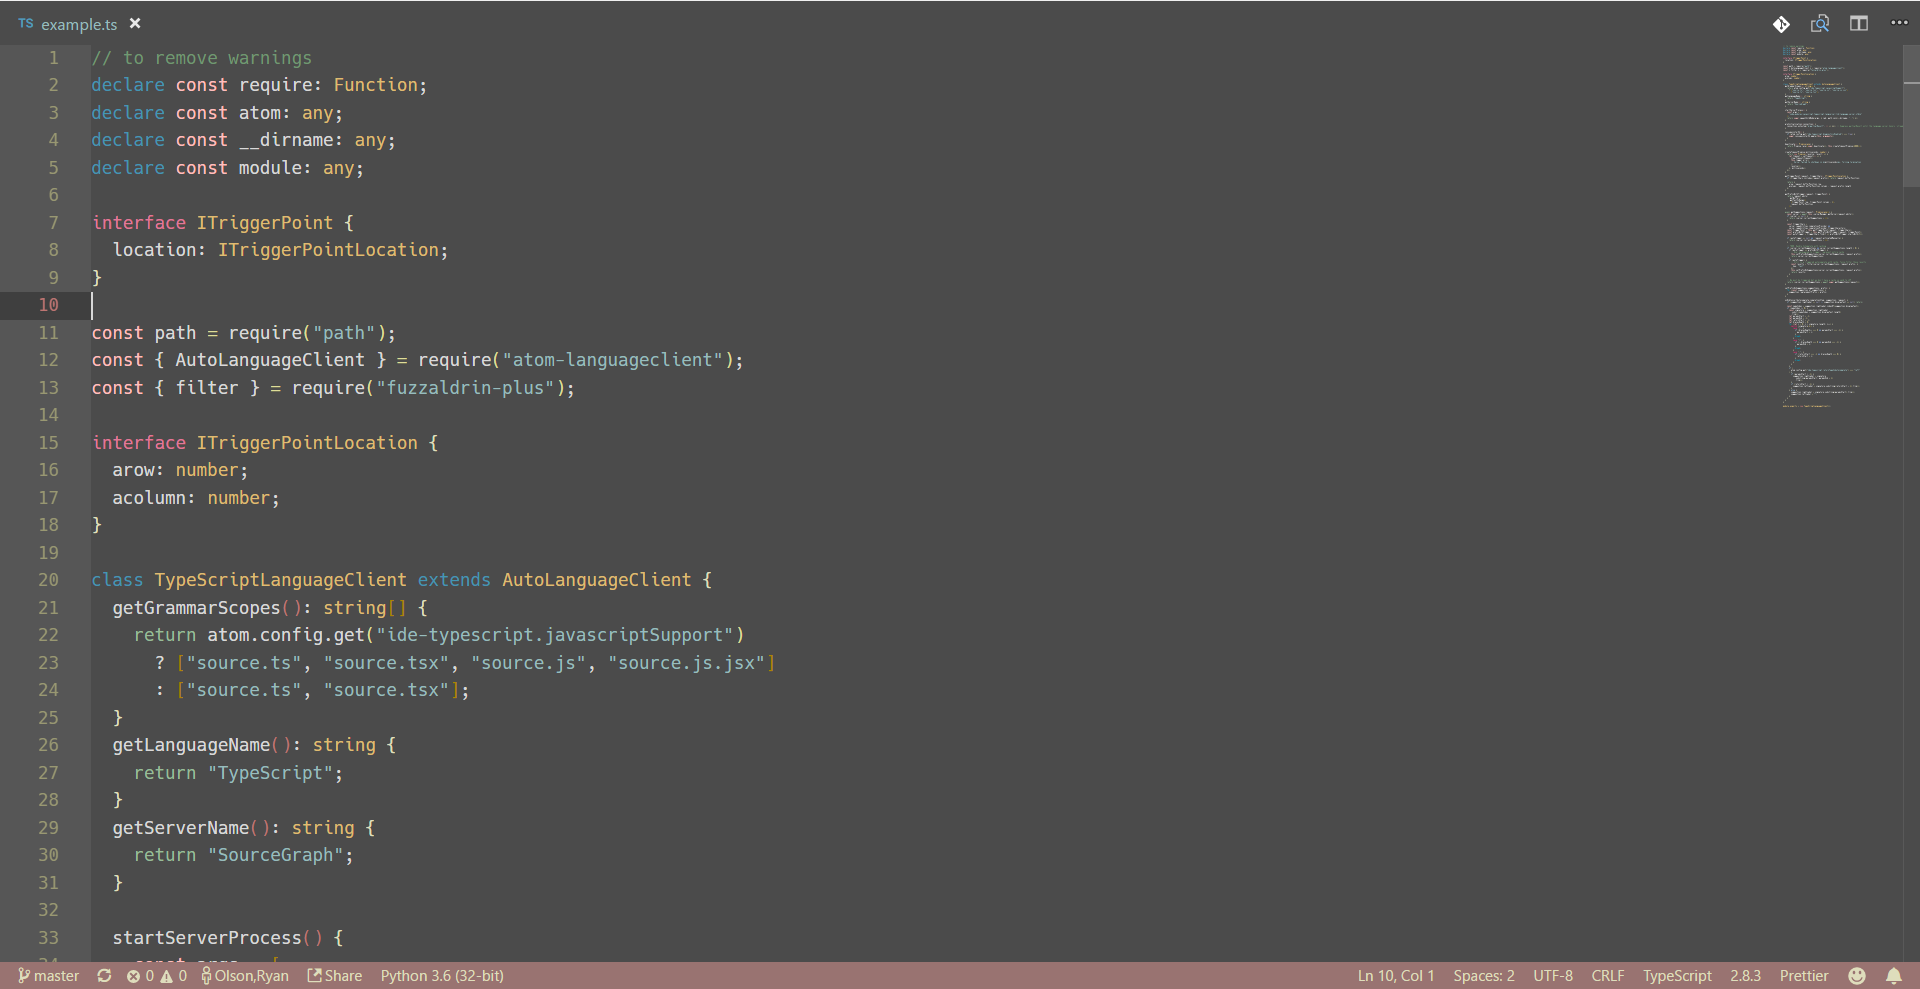 TS example.ts ×
1 // to remove warnings
2 declare const require: Function;
3 declare const atom: any;
4 declare const __dirname: any;
5 declare const module: any;
6
7 interface ITriggerPoint {
8   location: ITriggerPointLocation;
9 }
10
11 const path = require("path");
12 const { AutoLanguageClient } = require("atom-languageclient");
13 const { filter } = require("fuzzaldrin-plus");
14
15 interface ITriggerPointLocation {
16   arow: number;
17   acolumn: number;
18 }
19
20 class TypeScriptLanguageClient extends AutoLanguageClient {
21   getGrammarScopes(): string[] {
22     return atom.config.get("ide-typescript.javascriptSupport")
23       ? ["source.ts", "source.tsx", "source.js", "source.js.jsx"]
24       : ["source.ts", "source.tsx"];
25   }
26   getLanguageName(): string {
27     return "TypeScript";
28   }
29   getServerName(): string {
30     return "SourceGraph";
31   }
32
33   startServerProcess() {
master 0 0 Olson,Ryan Share Python 3.6 (32-bit) Ln 10, Col 1 Spaces: 2 UTF-8 CRLF TypeScript 2.8.3 Prettier